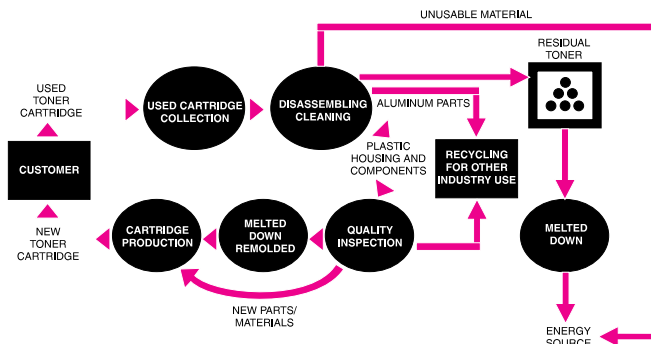 UNUSABLE MATERIAL
RESIDUAL
TONER
USED
TONER
CARTRIDGE
USED CARTRIDGE
COLLECTION
DISASSEMBLING
CLEANING
ALUMINUM PARTS
PLASTIC
HOUSING AND
COMPONENTS
RECYCLING
FOR OTHER
INDUSTRY USE
CUSTOMER
NEW
TONER
CARTRIDGE
CARTRIDGE
PRODUCTION
MELTED
DOWN
REMOLDED
QUALITY
INSPECTION
MELTED
DOWN
NEW PARTS/
MATERIALS
ENERGY
SOURCE